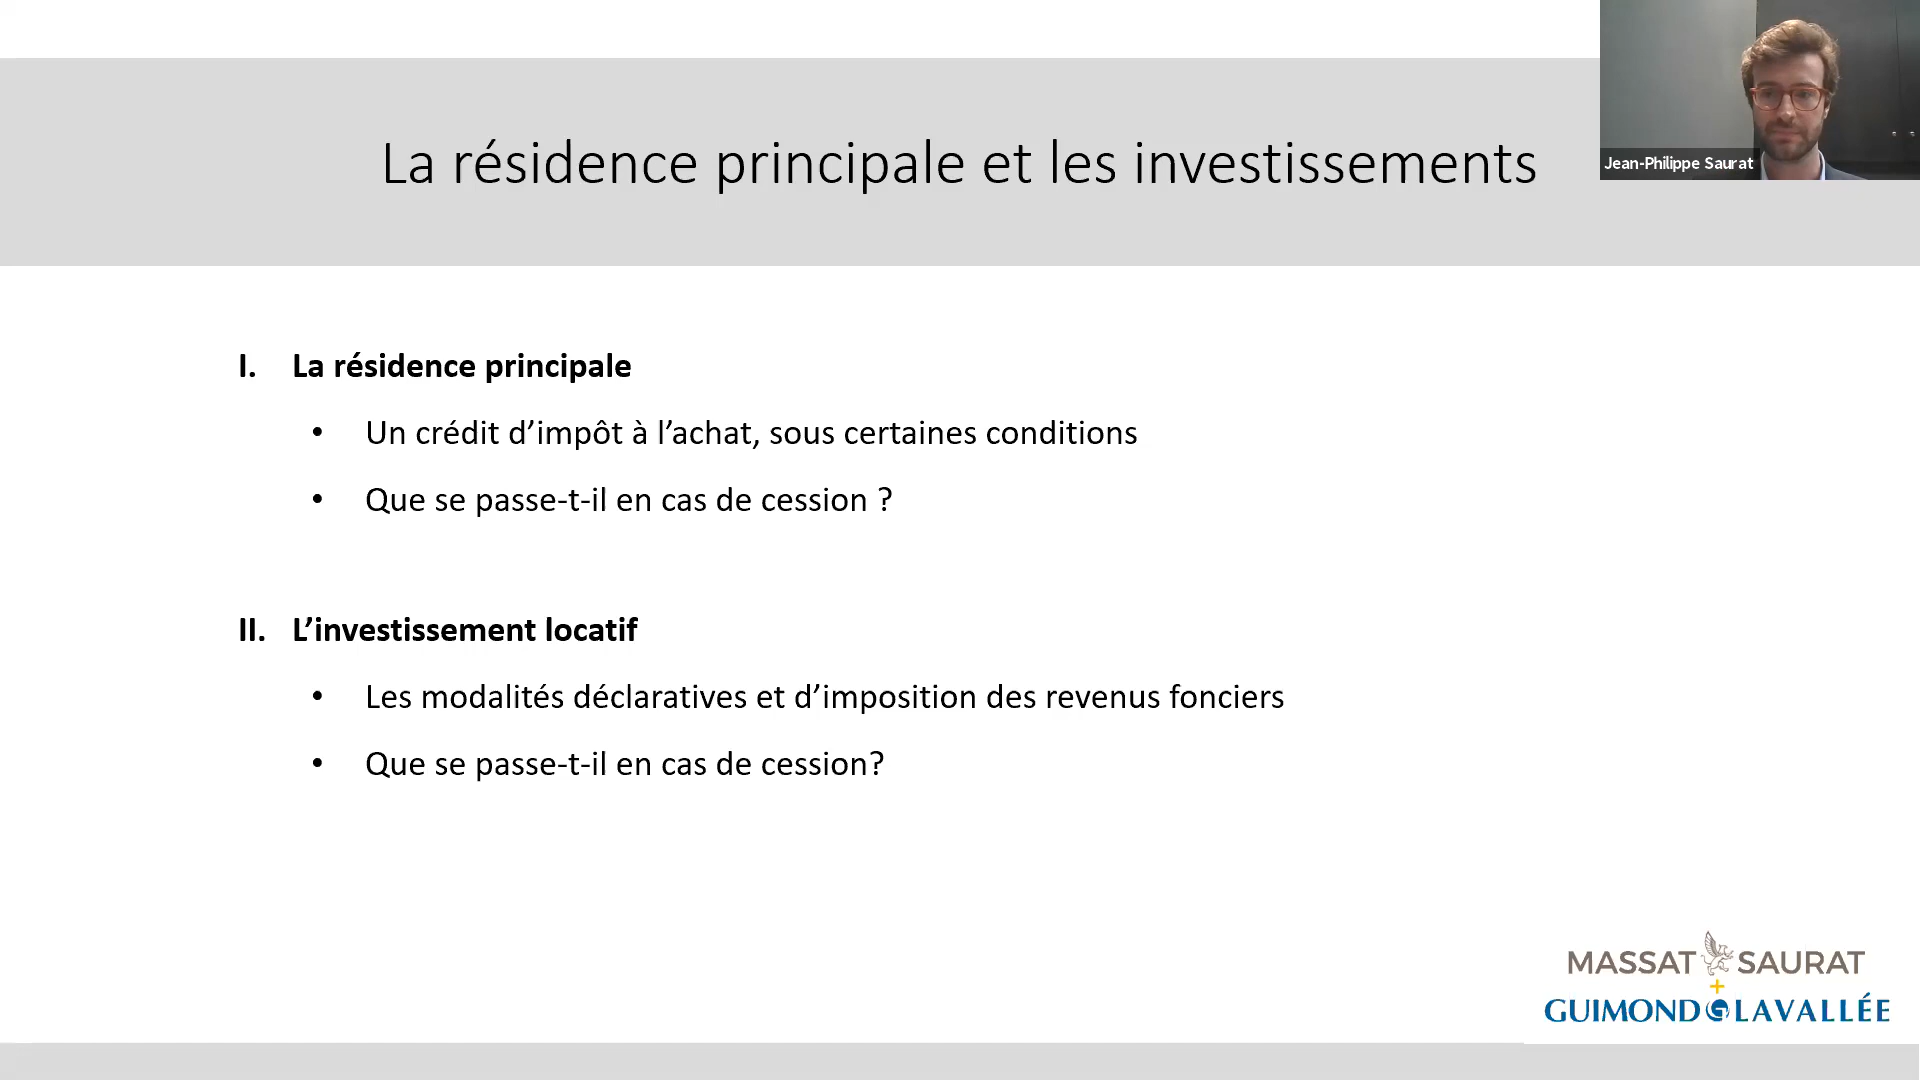 La résidence principale et les investissements
Jean-Philippe Saurat
I. La résidence principale
• Un crédit d’impôt à l’achat, sous certaines conditions
• Que se passe-t-il en cas de cession ?
II. L’investissement locatif
• Les modalités déclaratives et d’imposition des revenus fonciers
• Que se passe-t-il en cas de cession?
MASSAT SAURAT
+
GUIMOND LAVALLÉE